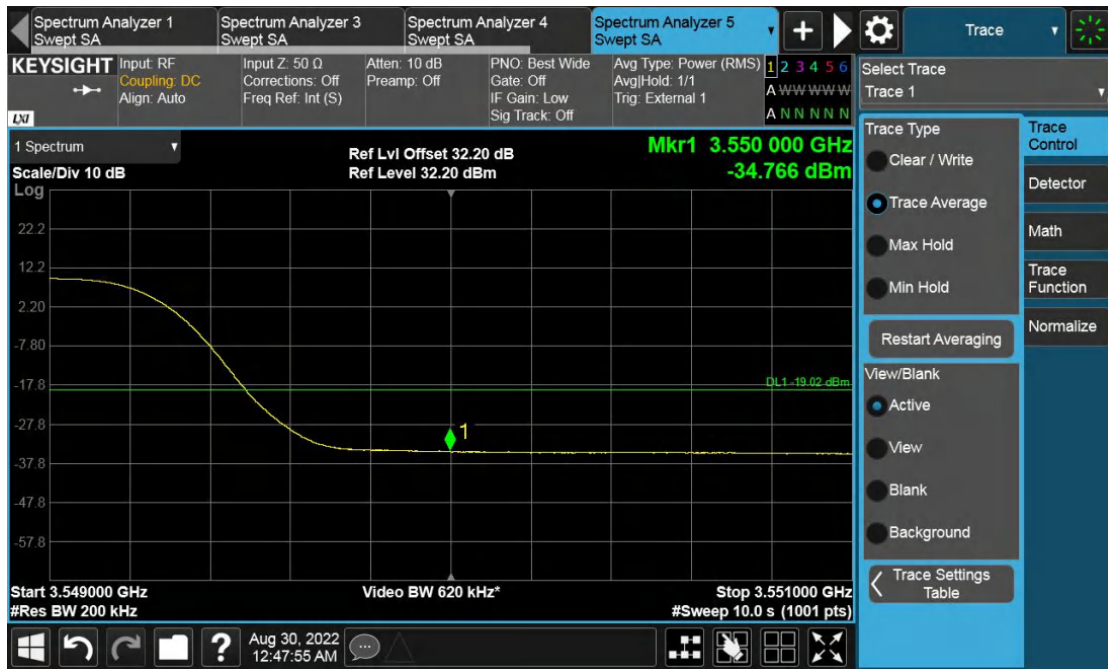 Spectrum Analyzer 1
Swept SA
Spectrum Analyzer 3
Swept SA
Spectrum Analyzer 4
Swept SA
Spectrum Analyzer 5
Swept SA
+
Trace
KEYSIGHT
LXI
Input: RF
Coupling: DC
Align: Auto
Input Z: 50 Ω
Corrections: Off
Freq Ref: Int (S)
Atten: 10 dB
Preamp: Off
PNO: Best Wide
Gate: Off
IF Gain: Low
Sig Track: Off
Avg Type: Power (RMS)
Avg|Hold: 1/1
Trig: External 1
1 2 3 4 5 6
A W W W W W
A N N N N N
Select Trace
Trace 1
1 Spectrum
Scale/Div 10 dB
Log
Ref Lvl Offset 32.20 dB
Ref Level 32.20 dBm
Mkr1 3.550 000 GHz
-34.766 dBm
22.2
12.2
2.20
-7.80
-17.8
-27.8
-37.8
-47.8
-57.8
DL1 -19.02 dBm
1
Start 3.549000 GHz
#Res BW 200 kHz
Video BW 620 kHz*
Stop 3.551000 GHz
#Sweep 10.0 s (1001 pts)
Trace Type
Clear / Write
Trace Average
Max Hold
Min Hold
Restart Averaging
View/Blank
Active
View
Blank
Background
Trace Settings
Table
Trace
Control
Detector
Math
Trace
Function
Normalize
?
Aug 30, 2022
12:47:55 AM